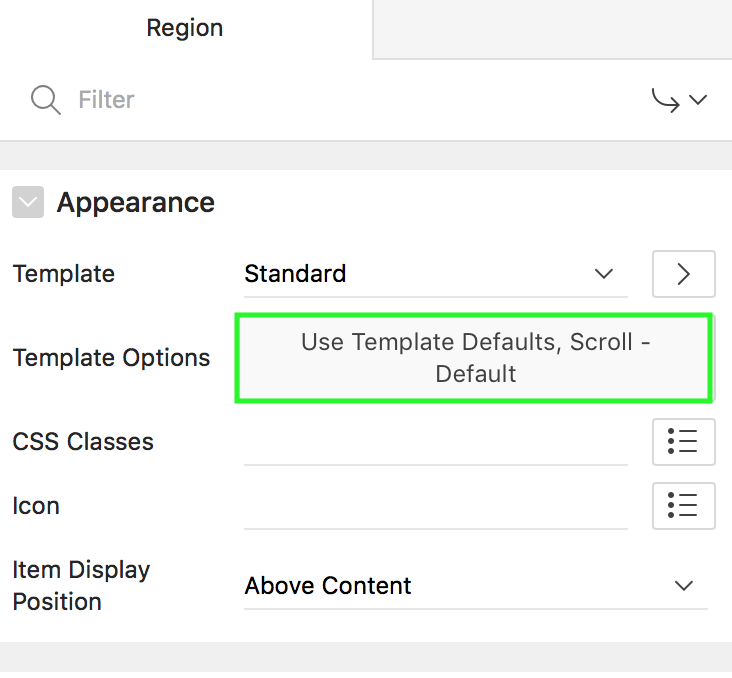 Region
Filter
Appearance
Template
Standard
Template Options
Use Template Defaults, Scroll -
Default
CSS Classes
Icon
Item Display
Position
Above Content